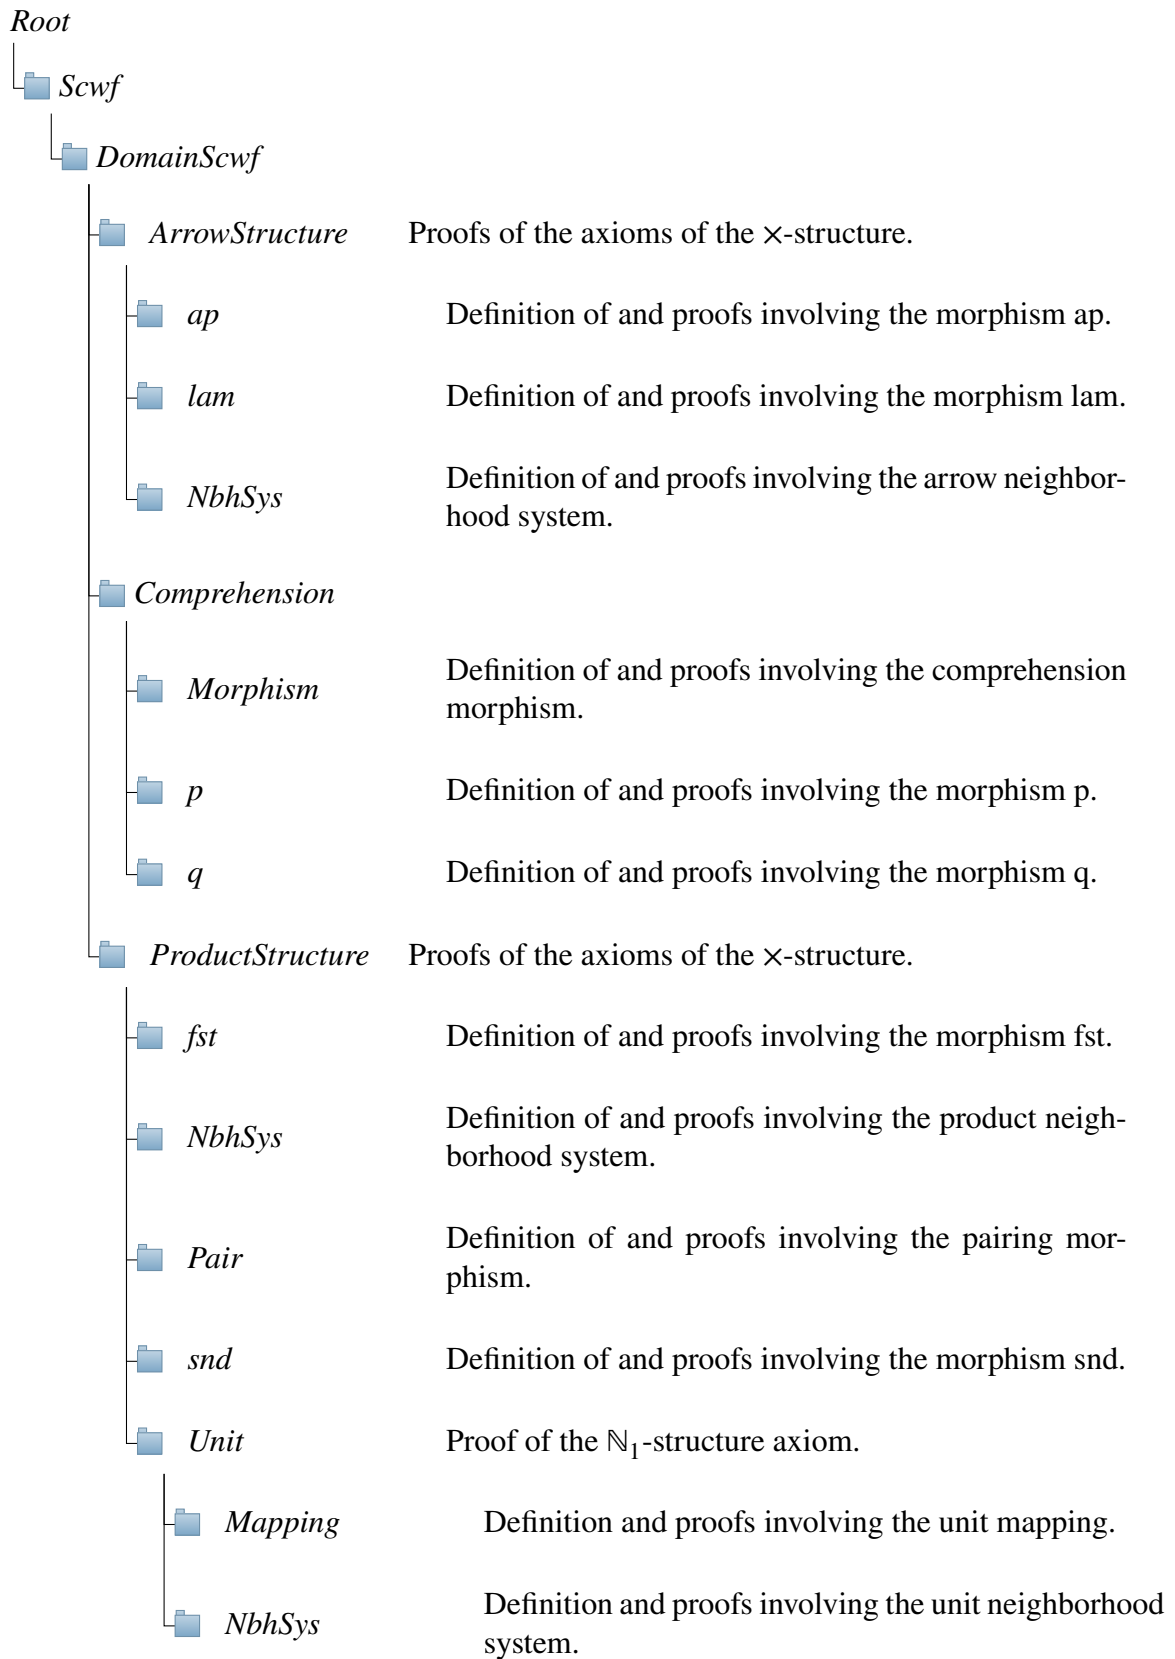 Root
Scwf
DomainScwf
ArrowStructure Proofs of the axioms of the ×-structure.
ap Definition of and proofs involving the morphism ap.
lam Definition of and proofs involving the morphism lam.
NbhSys Definition of and proofs involving the arrow neighbor-
hood system.
Comprehension
Morphism Definition of and proofs involving the comprehension
morphism.
p Definition of and proofs involving the morphism p.
q Definition of and proofs involving the morphism q.
ProductStructure Proofs of the axioms of the ×-structure.
fst Definition of and proofs involving the morphism fst.
NbhSys Definition of and proofs involving the product neigh-
borhood system.
Pair Definition of and proofs involving the pairing mor-
phism.
snd Definition of and proofs involving the morphism snd.
Unit Proof of the ℕ₁-structure axiom.
Mapping Definition and proofs involving the unit mapping.
NbhSys Definition and proofs involving the unit neighborhood
system.